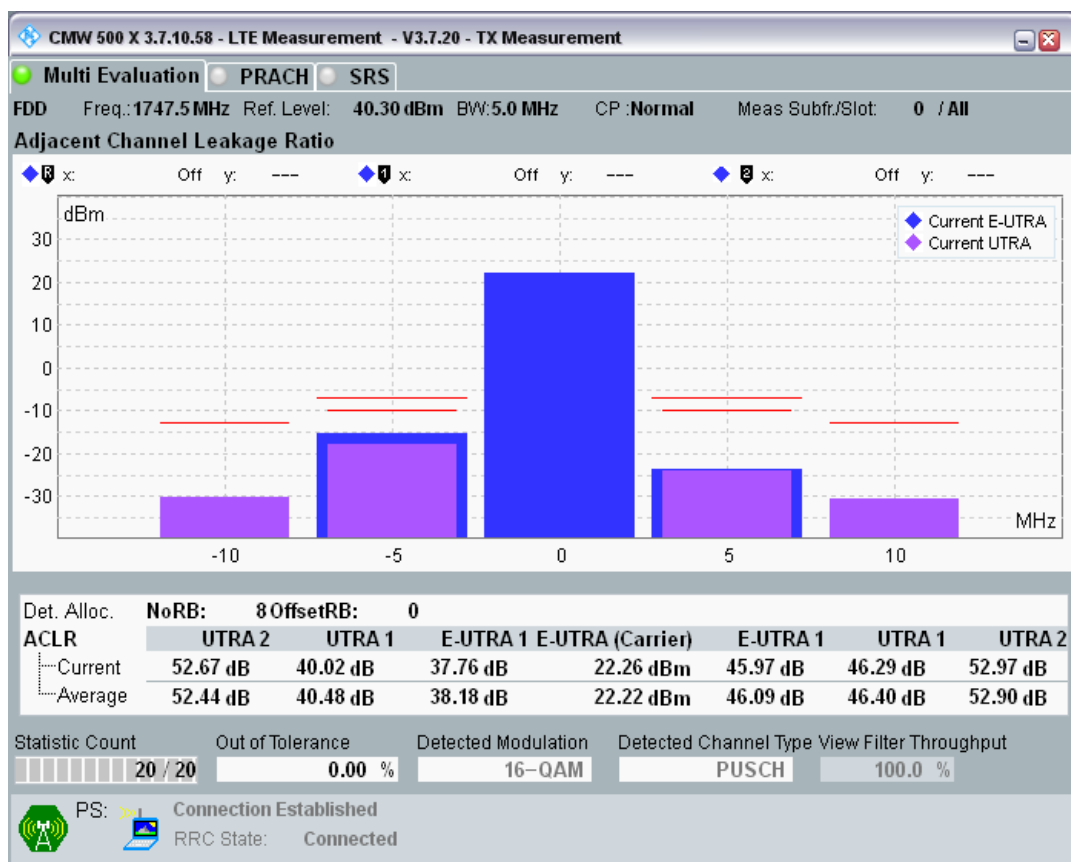 CMW 500 X 3.7.10.58 - LTE Measurement - V3.7.20 - TX Measurement
Multi Evaluation PRACH SRS
FDD Freq.: 1747.5 MHz Ref. Level: 40.30 dBm BW: 5.0 MHz CP : Normal Meas Subfr./Slot: 0 / All
Adjacent Channel Leakage Ratio
R x: Off y: --- 1 x: Off y: --- 2 x: Off y: ---
dBm
Current E-UTRA
Current UTRA
30
20
10
0
-10
-20
-30
MHz
-10 -5 0 5 10
Det. Alloc. NoRB: 8 OffsetRB: 0
ACLR UTRA 2 UTRA 1 E-UTRA 1 E-UTRA (Carrier) E-UTRA 1 UTRA 1 UTRA 2
Current 52.67 dB 40.02 dB 37.76 dB 22.26 dBm 45.97 dB 46.29 dB 52.97 dB
Average 52.44 dB 40.48 dB 38.18 dB 22.22 dBm 46.09 dB 46.40 dB 52.90 dB
Statistic Count Out of Tolerance Detected Modulation Detected Channel Type View Filter Throughput
20 / 20 0.00 % 16-QAM PUSCH 100.0 %
PS: Connection Established
RRC State: Connected